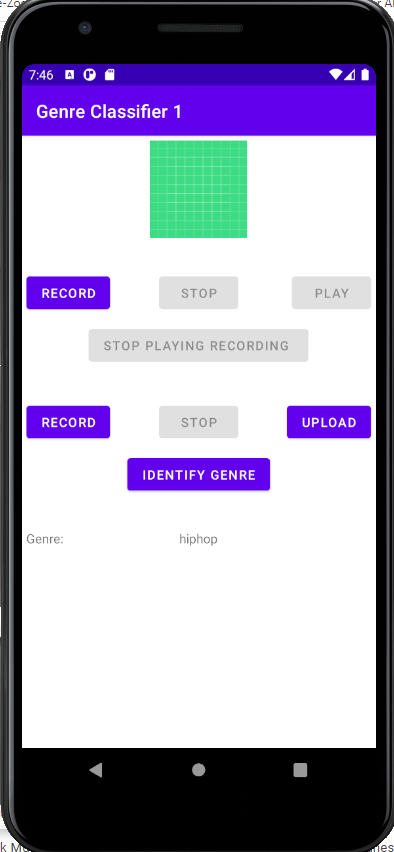 7:46
Genre Classifier 1
RECORD STOP PLAY
STOP PLAYING RECORDING
RECORD STOP UPLOAD
IDENTIFY GENRE
Genre: hiphop